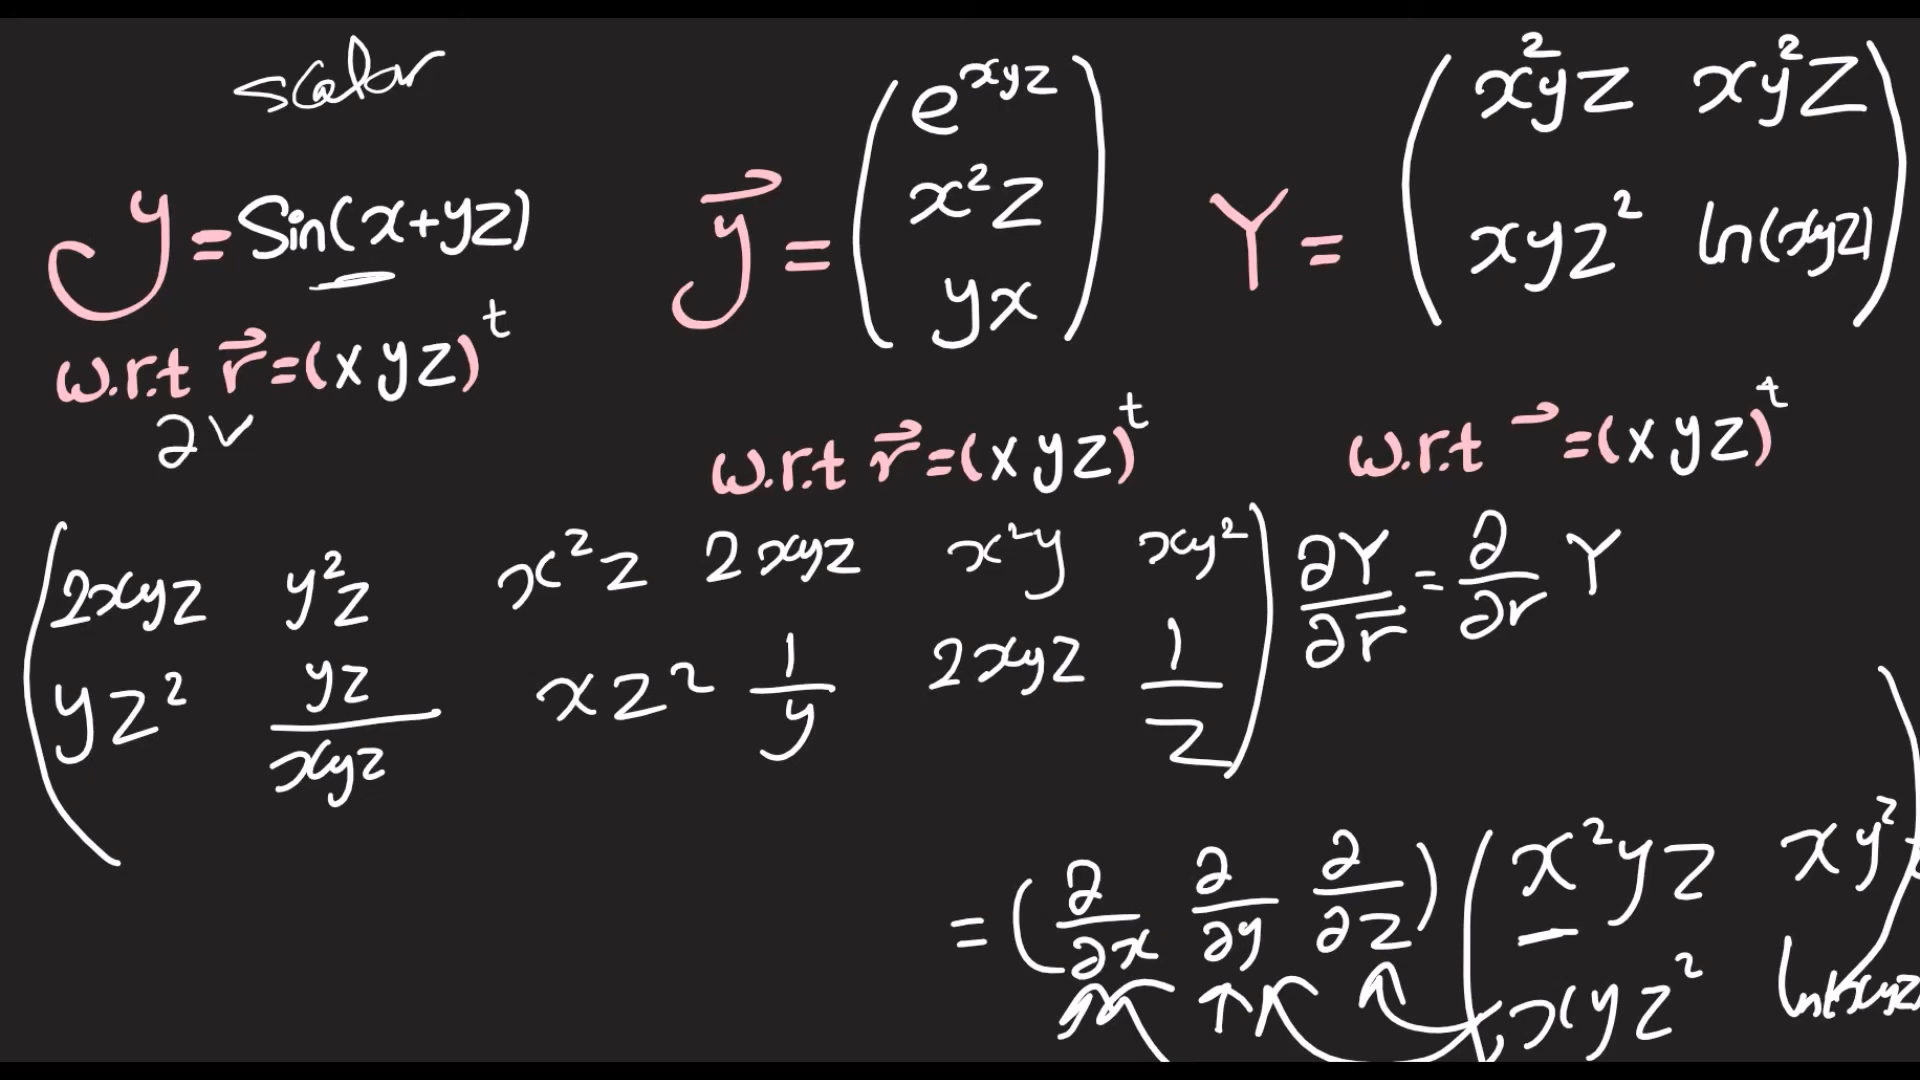 scalar
y = Sin(x+yz)
w.r.t r⃗ = (x y z)ᵗ
∂
y⃗ = ( e^{xyz}
x²z
yx )
w.r.t r⃗ = (x y z)ᵗ
Y = ( x²yz xy²z
xyz² ln(xyz) )
w.r.t ⃗ = (x y z)ᵗ
( 2xyz y²z x²z 2xyz x²y xy²
yz² yz/xyz xz² 1/y 2xyz 1/z )
∂Y/∂r⃗ = ∂/∂r Y
= ( ∂/∂x ∂/∂y ∂/∂z ) ( x²yz xy²
xyz² ln(xyz